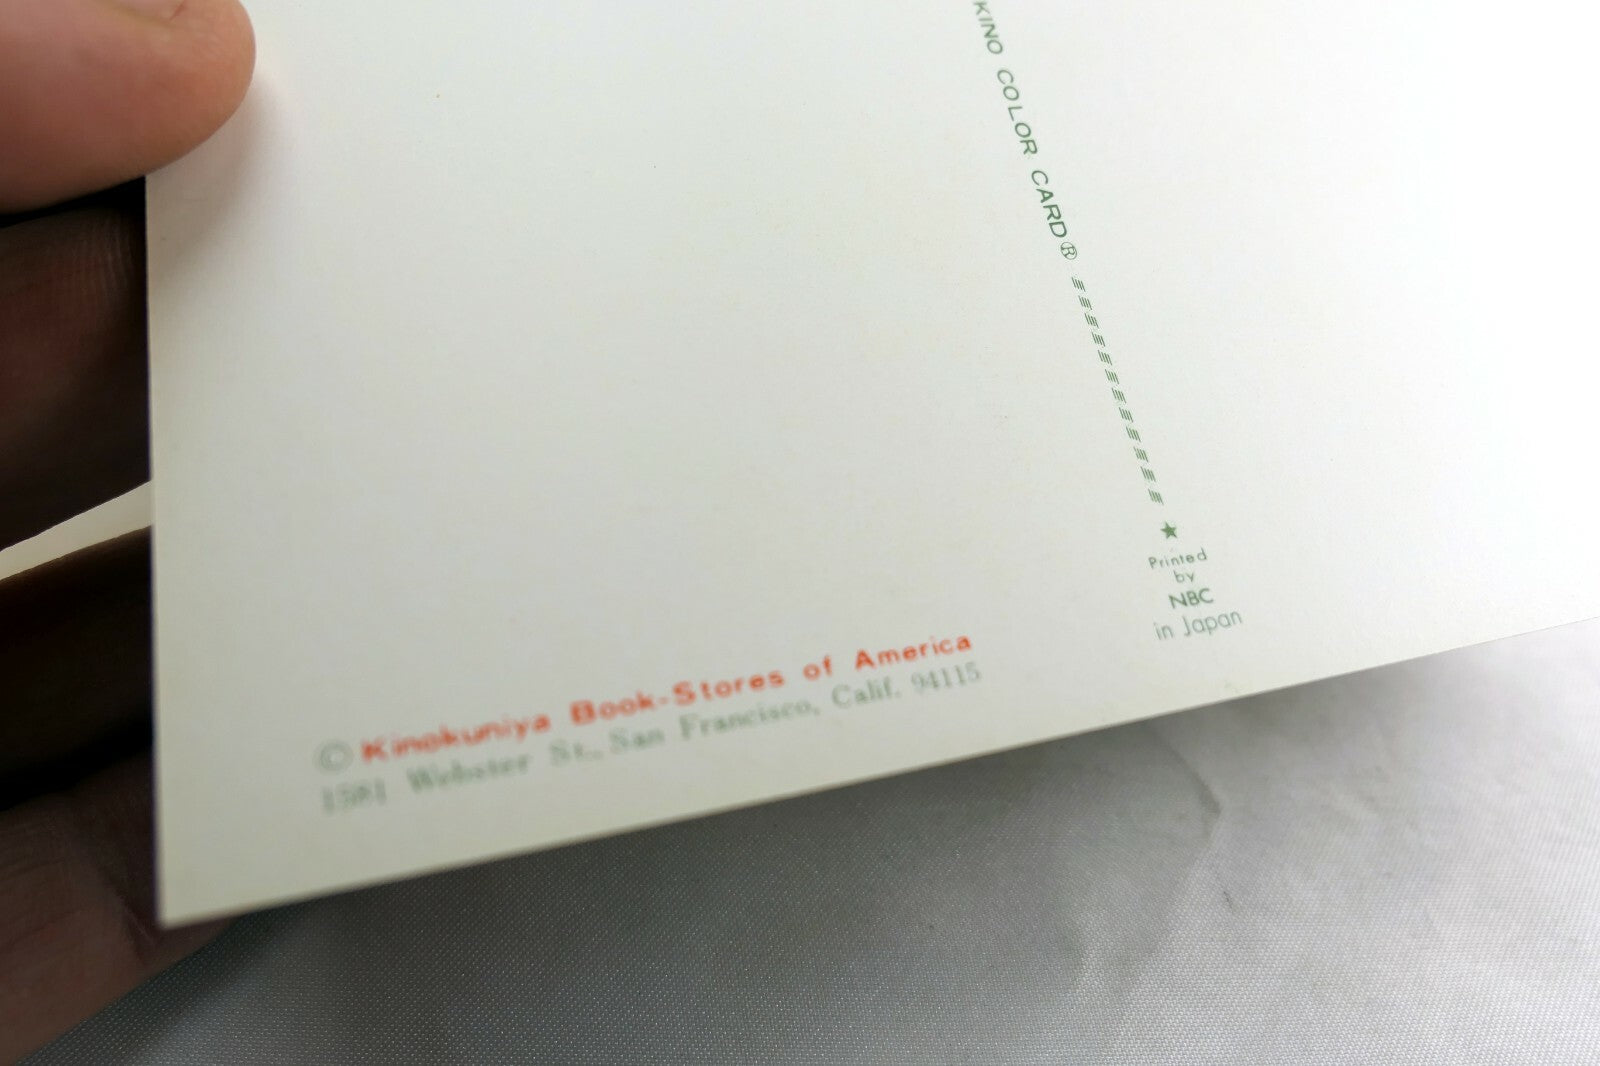 KINO COLOR CARD®
Printed
by
NBC
in Japan
© Kinokuniya Book-Stores of America
1581 Webster St., San Francisco, Calif. 94115